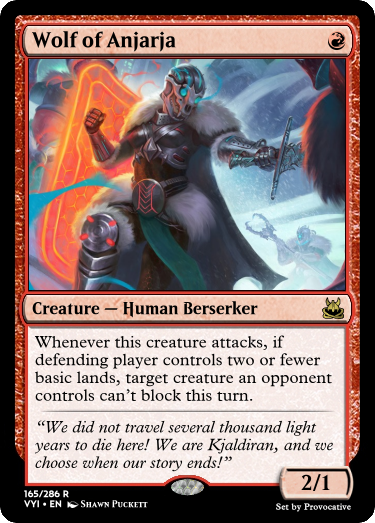 Wolf of Anjarja
Creature — Human Berserker
Whenever this creature attacks, if
defending player controls two or fewer
basic lands, target creature an opponent
controls can’t block this turn.
“We did not travel several thousand light
years to die here! We are Kjaldiran, and we
choose when our story ends!”
2/1
165/286 R
VYI • EN Shawn Puckett
Set by Provocative